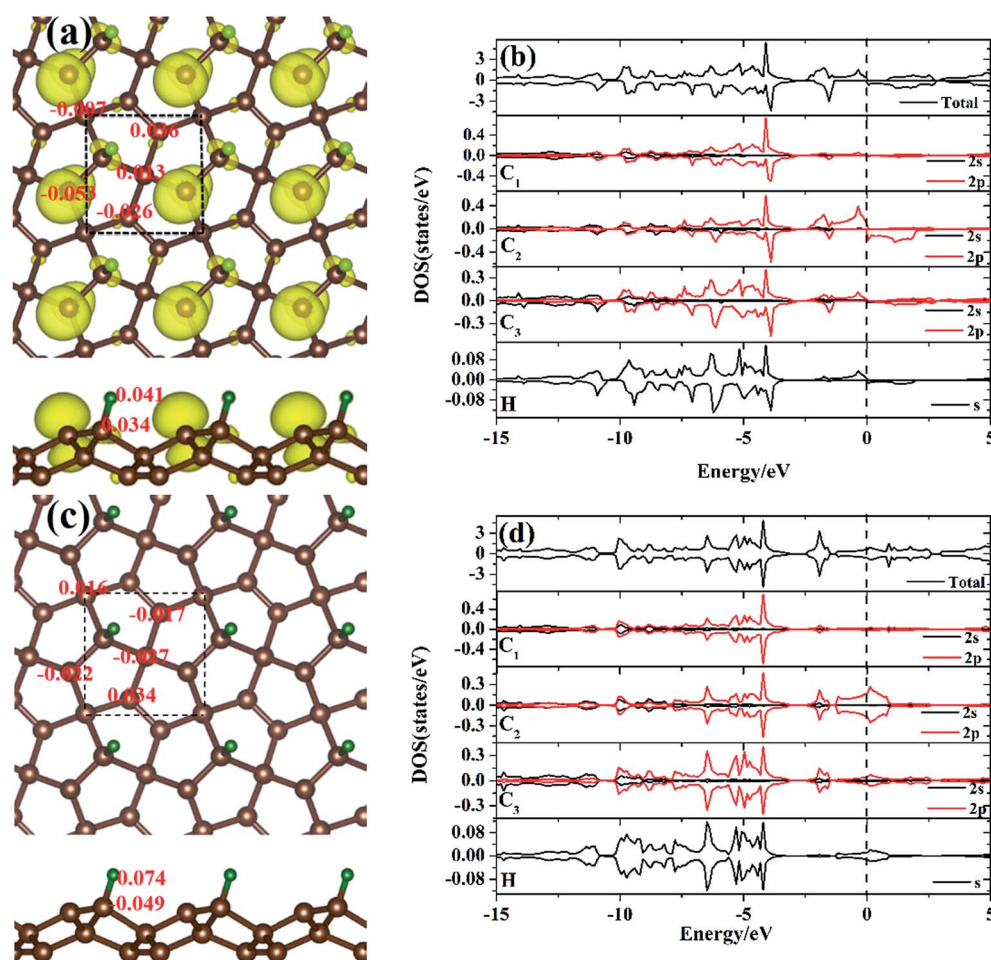 (a)
-0.007
0.036
0.013
-0.053
-0.026
0.041
0.034
(b)
3
0
-3
Total
0.4
0.0
-0.4
C1
2s
2p
0.4
0.0
-0.4
C2
2s
2p
0.3
0.0
-0.3
C3
2s
2p
0.08
0.00
-0.08
H
s
DOS(states/eV)
-15
-10
-5
0
5
Energy/eV
(c)
0.016
-0.017
-0.022
0.034
0.074
-0.049
(d)
3
0
-3
Total
0.4
0.0
-0.4
C1
2s
2p
0.3
0.0
-0.3
C2
2s
2p
0.3
0.0
-0.3
C3
2s
2p
0.08
0.00
-0.08
H
s
DOS(states/eV)
-15
-10
-5
0
5
Energy/eV